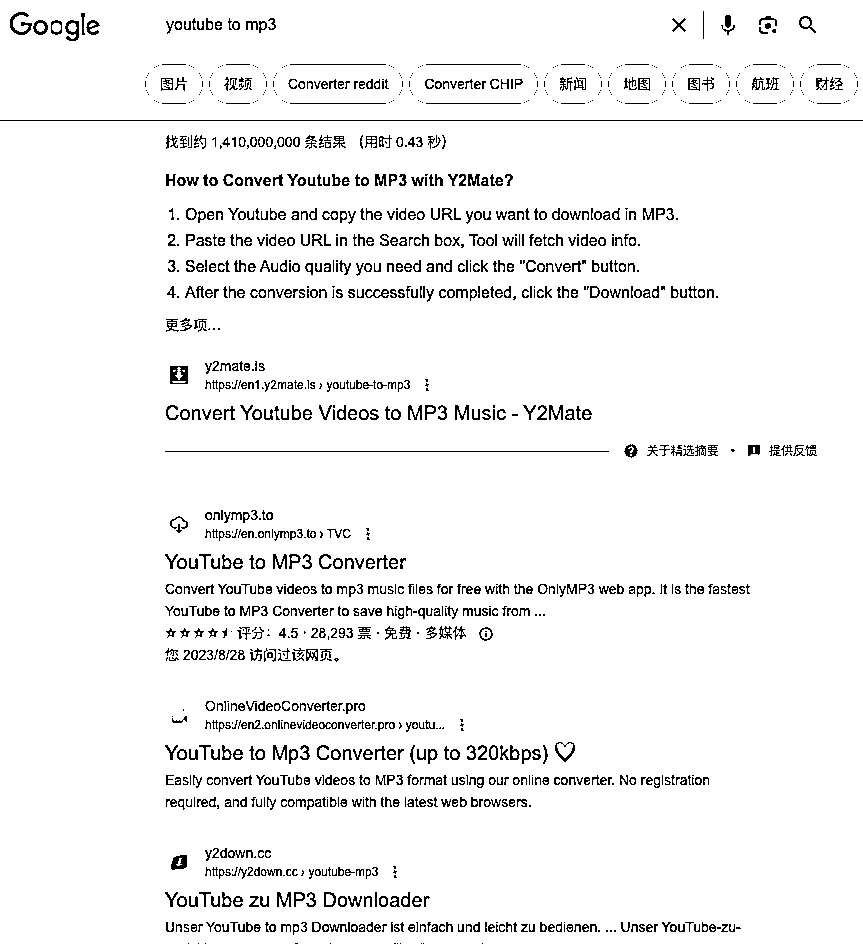 Google
youtube to mp3
图片 视频 Converter reddit Converter CHIP 新闻 地图 图书 航班 财经
找到约 1,410,000,000 条结果 （用时 0.43 秒）
How to Convert Youtube to MP3 with Y2Mate?
1. Open Youtube and copy the video URL you want to download in MP3.
2. Paste the video URL in the Search box, Tool will fetch video info.
3. Select the Audio quality you need and click the "Convert" button.
4. After the conversion is successfully completed, click the "Download" button.
更多项...
y2mate.is
https://en1.y2mate.is › youtube-to-mp3
Convert Youtube Videos to MP3 Music - Y2Mate
关于精选摘要 • 提供反馈
onlymp3.to
https://en.onlymp3.to › TVC
YouTube to MP3 Converter
Convert YouTube videos to mp3 music files for free with the OnlyMP3 web app. It is the fastest
YouTube to MP3 Converter to save high-quality music from ...
评分：4.5 · 28,293 票 · 免费 · 多媒体
您 2023/8/28 访问过该网页。
OnlineVideoConverter.pro
https://en2.onlinevideoconverter.pro › youtu...
YouTube to Mp3 Converter (up to 320kbps) ♡
Easily convert YouTube videos to MP3 format using our online converter. No registration
required, and fully compatible with the latest web browsers.
y2down.cc
https://y2down.cc › youtube-mp3
YouTube zu MP3 Downloader
Unser YouTube to mp3 Downloader ist einfach und leicht zu bedienen. ... Unser YouTube-zu-